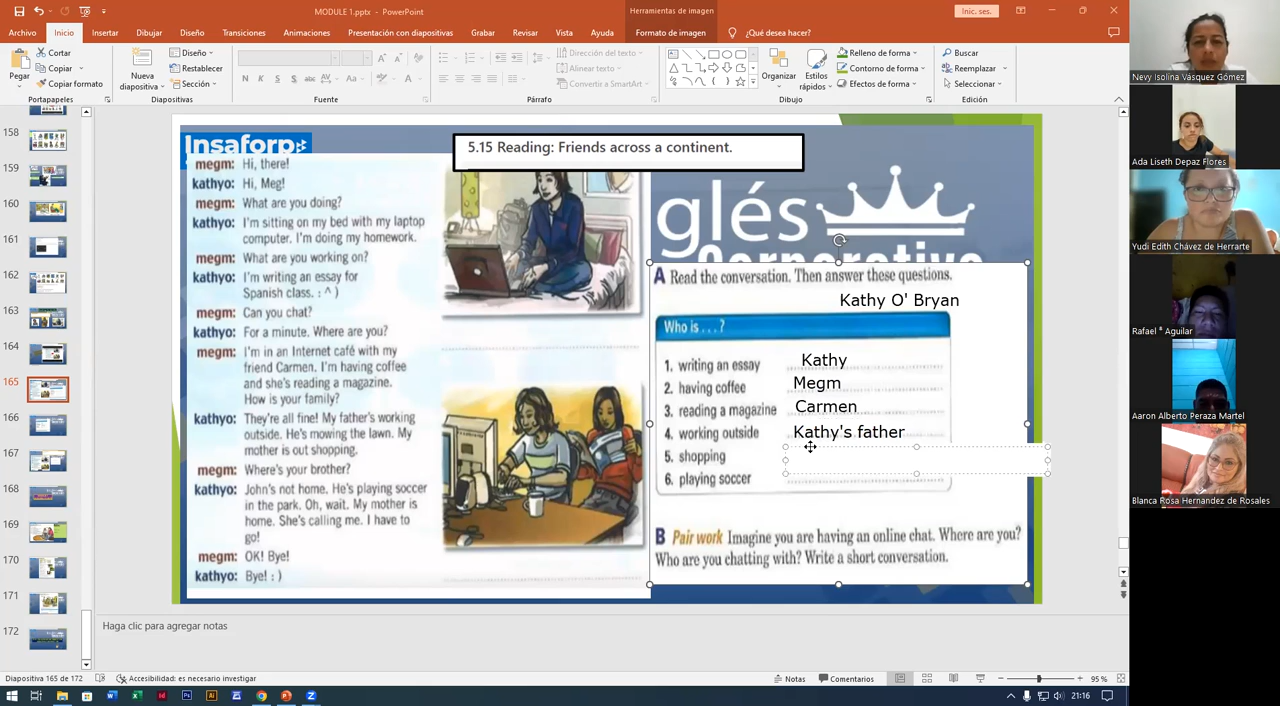 MODULE 1.pptx - PowerPoint
Herramientas de imagen
Inic. ses.
Archivo
Inicio
Insertar
Dibujar
Diseño
Transiciones
Animaciones
Presentación con diapositivas
Grabar
Revisar
Vista
Ayuda
Formato de imagen
¿Qué desea hacer?
Pegar
Cortar
Copiar
Copiar formato
Portapapeles
Nueva
diapositiva
Diseño
Restablecer
Sección
Diapositivas
N K S S abc AV Aa A
Fuente
Dirección del texto
Alinear texto
Convertir a SmartArt
Párrafo
Organizar
Estilos
rápidos
Relleno de forma
Contorno de forma
Efectos de forma
Dibujo
Buscar
Reemplazar
Seleccionar
Edición
158
159
160
161
162
163
164
165
166
167
168
169
170
171
172
Insaforp
5.15 Reading: Friends across a continent.
megm: Hi, there!
kathyo: Hi, Meg!
megm: What are you doing?
kathyo: I'm sitting on my bed with my laptop
computer. I'm doing my homework.
megm: What are you working on?
kathyo: I'm writing an essay for
Spanish class. : ^ )
megm: Can you chat?
kathyo: For a minute. Where are you?
megm: I'm in an Internet café with my
friend Carmen. I'm having coffee
and she's reading a magazine.
How is your family?
kathyo: They're all fine! My father's working
outside. He's mowing the lawn. My
mother is out shopping.
megm: Where's your brother?
kathyo: John's not home. He's playing soccer
in the park. Oh, wait. My mother is
home. She's calling me. I have to
go!
megm: OK! Bye!
kathyo: Bye! : )
glés
Corporativo
A Read the conversation. Then answer these questions.
Kathy O' Bryan
Who is . . . ?
1. writing an essay Kathy
2. having coffee Megm
3. reading a magazine Carmen
4. working outside Kathy's father
5. shopping
6. playing soccer
B Pair work Imagine you are having an online chat. Where are you?
Who are you chatting with? Write a short conversation.
Haga clic para agregar notas
Diapositiva 165 de 172
Accesibilidad: es necesario investigar
Notas
Comentarios
95 %
21:16
Nevy Isolina Vásquez Gómez
Ada Liseth Depaz Flores
Yudi Edith Chávez de Herrarte
Rafael * Aguilar
Aaron Alberto Peraza Martel
Blanca Rosa Hernandez de Rosales